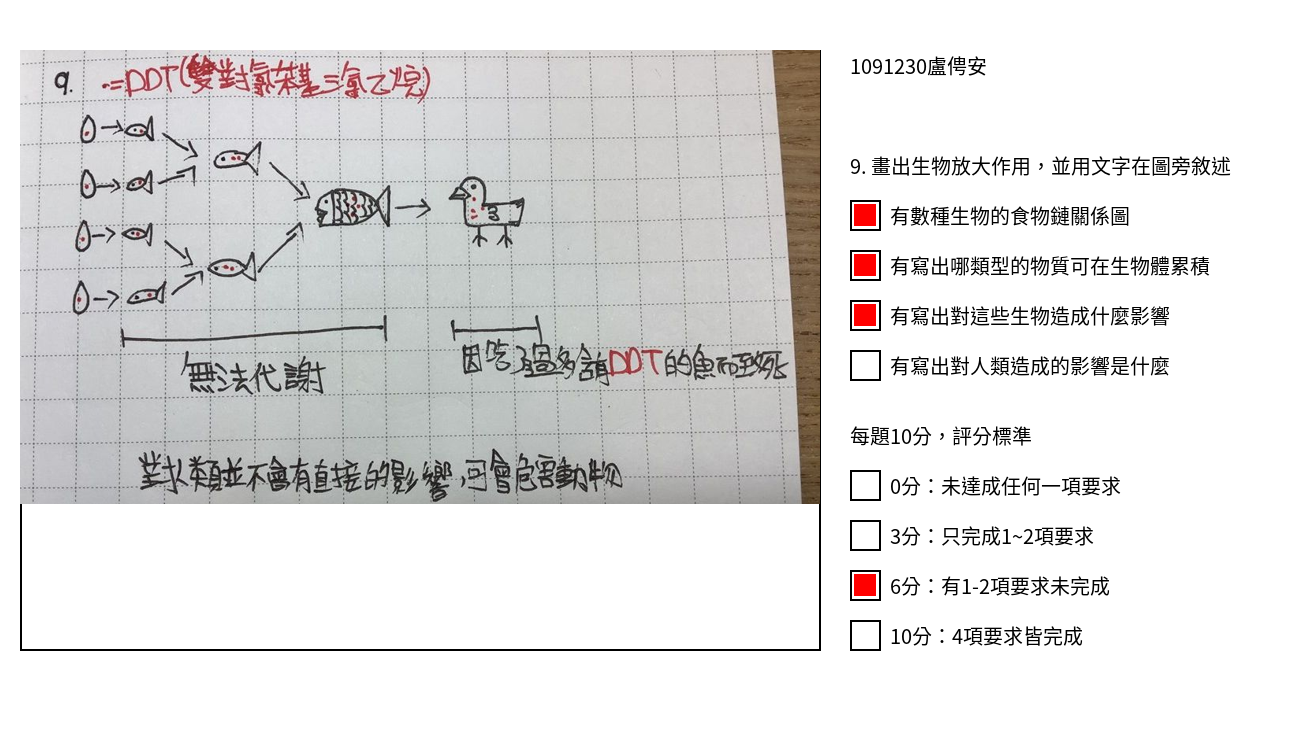 9. ·=DDT(雙對氯苯基三氯乙烷)
無法代謝
因吃了過多含有DDT的魚而致死
對人類並不會有直接的影響,可會危害動物
1091230盧俜安
9. 畫出生物放大作用，並用文字在圖旁敘述
有數種生物的食物鏈關係圖
有寫出哪類型的物質可在生物體累積
有寫出對這些生物造成什麼影響
有寫出對人類造成的影響是什麼
每題10分，評分標準
0分：未達成任何一項要求
3分：只完成1~2項要求
6分：有1-2項要求未完成
10分：4項要求皆完成